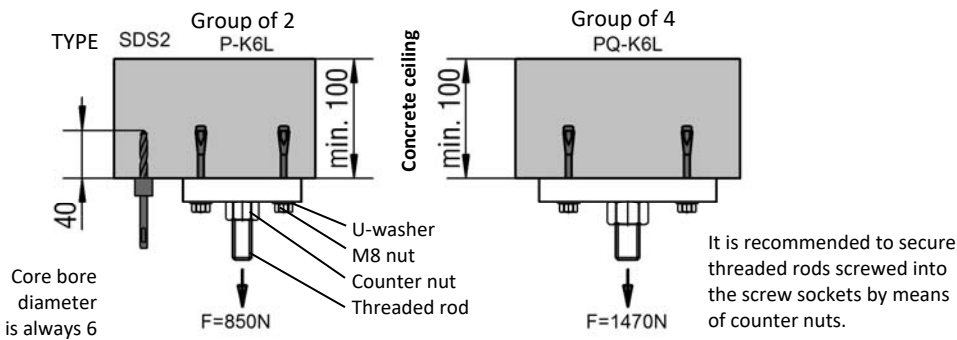 Group of 2
Group of 4
TYPE SDS2 P-K6L
PQ-K6L
min. 100
Concrete ceiling
min. 100
40
U-washer
M8 nut
Counter nut
Threaded rod
Core bore
diameter
is always 6
F=850N
F=1470N
It is recommended to secure
threaded rods screwed into
the screw sockets by means
of counter nuts.